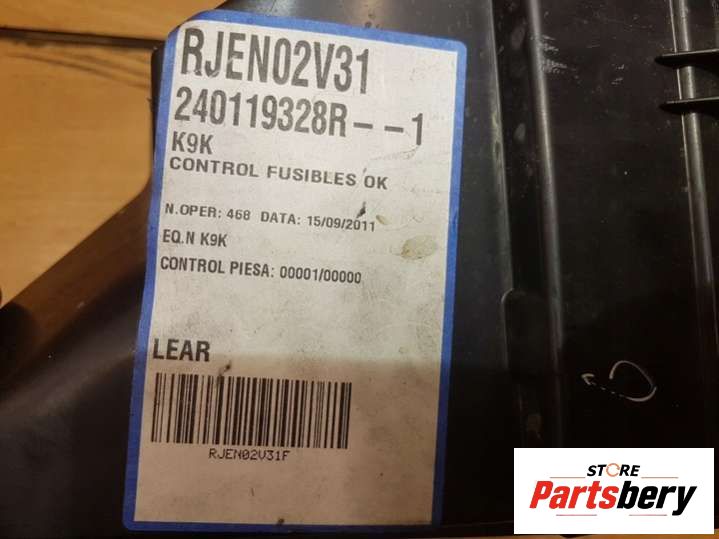 RJEN02V31
240119328R--1
K9K
CONTROL FUSIBLES OK
N.OPER: 468 DATA: 15/09/2011
EQ.N K9K
CONTROL PIESA: 00001/00000
LEAR
RJEN02V31F
STORE
Partsbery